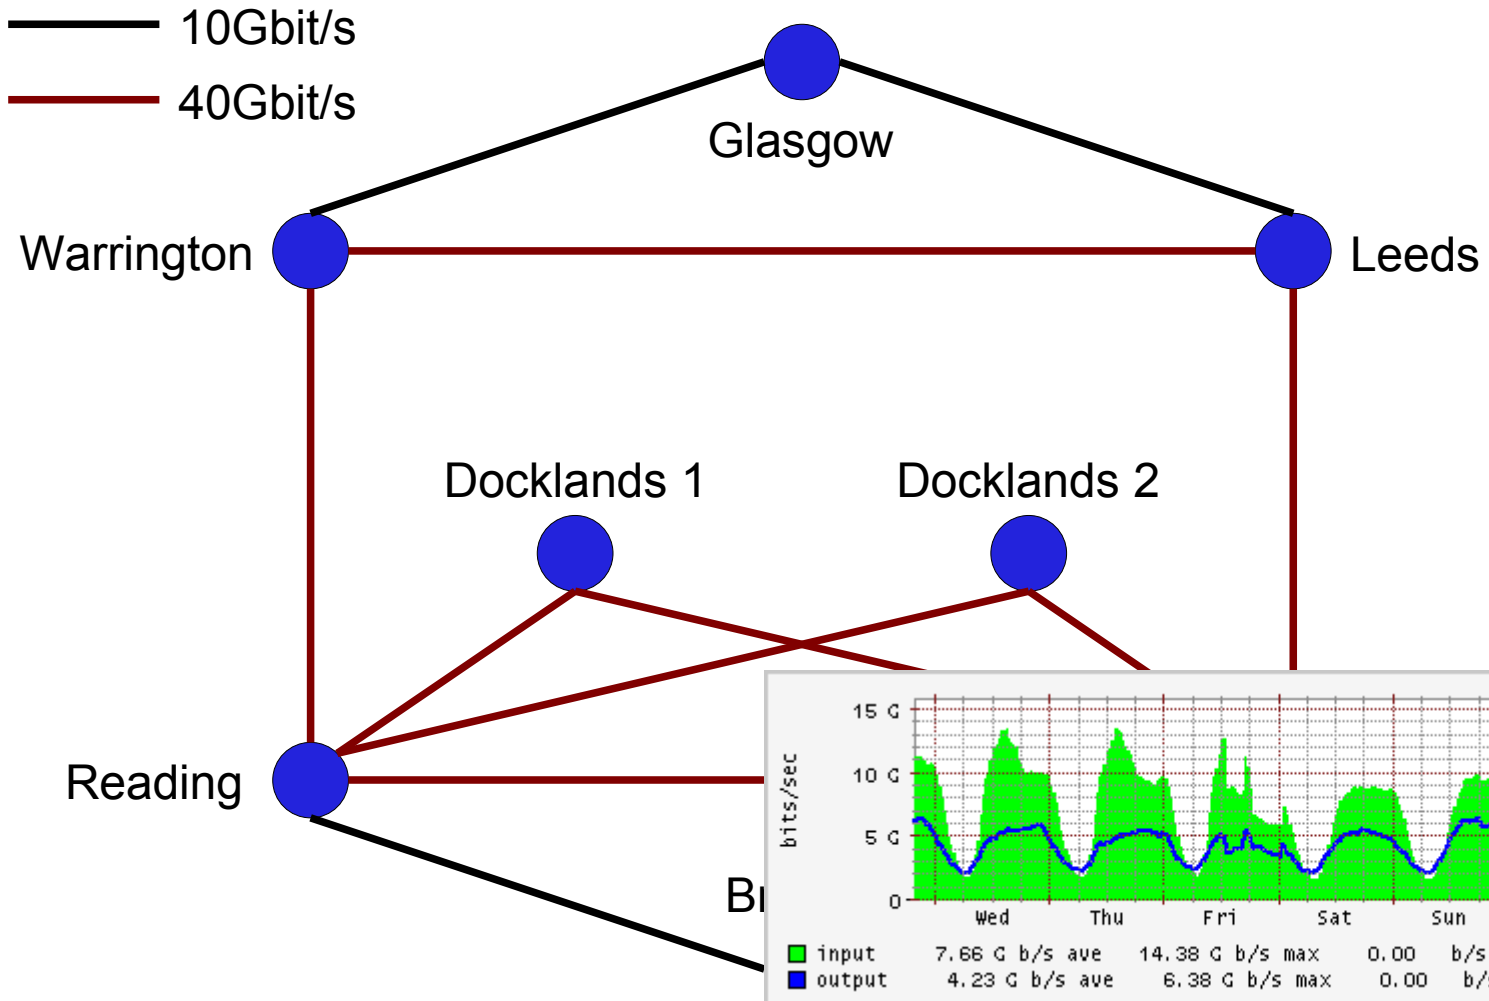 10Gbit/s
40Gbit/s
Glasgow
Warrington
Leeds
Docklands 1
Docklands 2
Reading
15 G
10 G
5 G
0
bits/sec
Wed Thu Fri Sat Sun
input 7.66 G b/s ave 14.38 G b/s max 0.00 b/s
output 4.23 G b/s ave 6.38 G b/s max 0.00